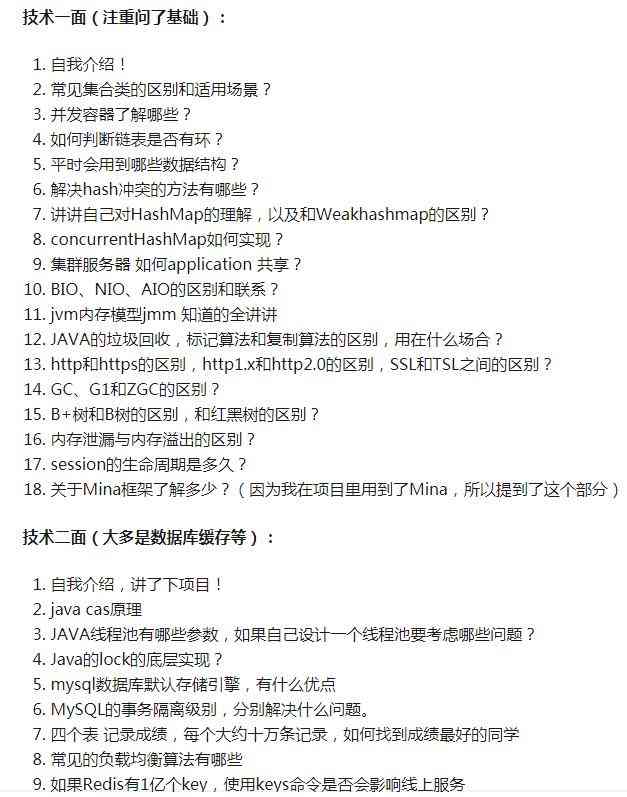 技术一面（注重问了基础）：
1. 自我介绍！
2. 常见集合类的区别和适用场景？
3. 并发容器了解哪些？
4. 如何判断链表是否有环？
5. 平时会用到哪些数据结构？
6. 解决hash冲突的方法有哪些？
7. 讲讲自己对HashMap的理解，以及和Weakhashmap的区别？
8. concurrentHashMap如何实现？
9. 集群服务器 如何application 共享？
10. BIO、NIO、AIO的区别和联系？
11. jvm内存模型jmm 知道的全讲讲
12. JAVA的垃圾回收，标记算法和复制算法的区别，用在什么场合？
13. http和https的区别，http1.x和http2.0的区别，SSL和TSL之间的区别？
14. GC、G1和ZGC的区别？
15. B+树和B树的区别，和红黑树的区别？
16. 内存泄漏与内存溢出的区别？
17. session的生命周期是多久？
18. 关于Mina框架了解多少？（因为我在项目里用到了Mina，所以提到了这个部分）
技术二面（大多是数据库缓存等）：
1. 自我介绍，讲了下项目！
2. java cas原理
3. JAVA线程池有哪些参数，如果自己设计一个线程池要考虑哪些问题？
4. Java的lock的底层实现？
5. mysql数据库默认存储引擎，有什么优点
6. MySQL的事务隔离级别，分别解决什么问题。
7. 四个表 记录成绩，每个大约十万条记录，如何找到成绩最好的同学
8. 常见的负载均衡算法有哪些
9. 如果Redis有1亿个key，使用keys命令是否会影响线上服务